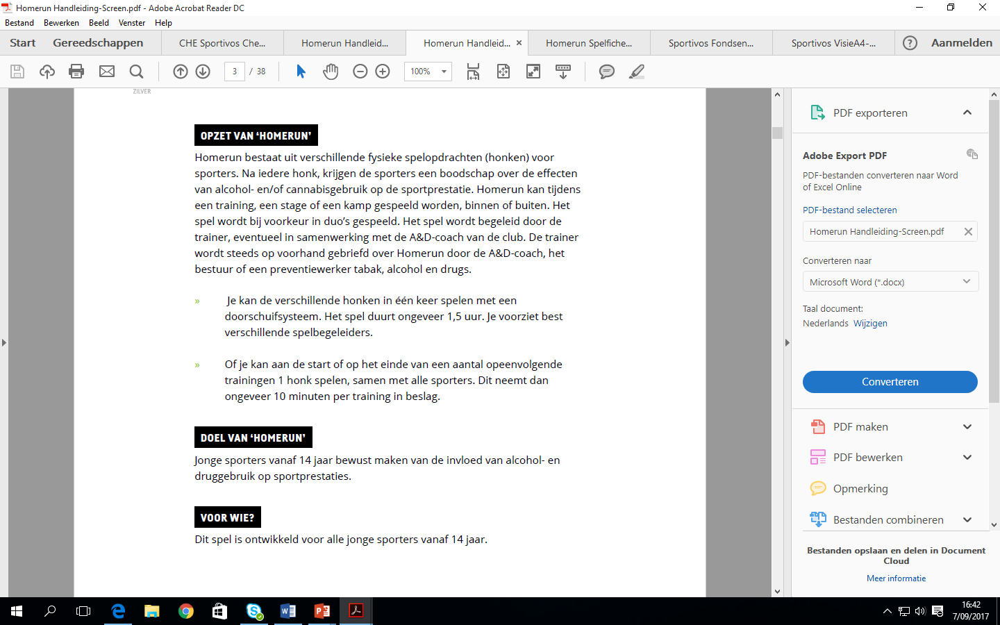 Homerun Handleiding-Screen.pdf - Adobe Acrobat Reader DC
Bestand Bewerken Beeld Venster Help
Start Gereedschappen CHE Sportivos Che... Homerun Handleid... Homerun Handleid... Homerun Spelfiche... Sportivos Fondsen... Sportivos VisieA4-... Aanmelden
3 / 38 100%
ZILVER
OPZET VAN ‘HOMERUN’
Homerun bestaat uit verschillende fysieke spelopdrachten (honken) voor
sporters. Na iedere honk, krijgen de sporters een boodschap over de effecten
van alcohol- en/of cannabisgebruik op de sportprestatie. Homerun kan tijdens
een training, een stage of een kamp gespeeld worden, binnen of buiten. Het
spel wordt bij voorkeur in duo’s gespeeld. Het spel wordt begeleid door de
trainer, eventueel in samenwerking met de A&D-coach van de club. De trainer
wordt steeds op voorhand gebriefd over Homerun door de A&D-coach, het
bestuur of een preventiewerker tabak, alcohol en drugs.
» Je kan de verschillende honken in één keer spelen met een
doorschuifsysteem. Het spel duurt ongeveer 1,5 uur. Je voorziet best
verschillende spelbegeleiders.
» Of je kan aan de start of op het einde van een aantal opeenvolgende
trainingen 1 honk spelen, samen met alle sporters. Dit neemt dan
ongeveer 10 minuten per training in beslag.
DOEL VAN ‘HOMERUN’
Jonge sporters vanaf 14 jaar bewust maken van de invloed van alcohol- en
druggebruik op sportprestaties.
VOOR WIE?
Dit spel is ontwikkeld voor alle jonge sporters vanaf 14 jaar.
PDF exporteren
Adobe Export PDF
PDF-bestanden converteren naar Word
of Excel Online
PDF-bestand selecteren
Homerun Handleiding-Screen.pdf
Converteren naar
Microsoft Word (*.docx)
Taal document:
Nederlands Wijzigen
Converteren
PDF maken
PDF bewerken
Opmerking
Bestanden combineren
Bestanden opslaan en delen in Document
Cloud
Meer informatie
16:42
7/09/2017